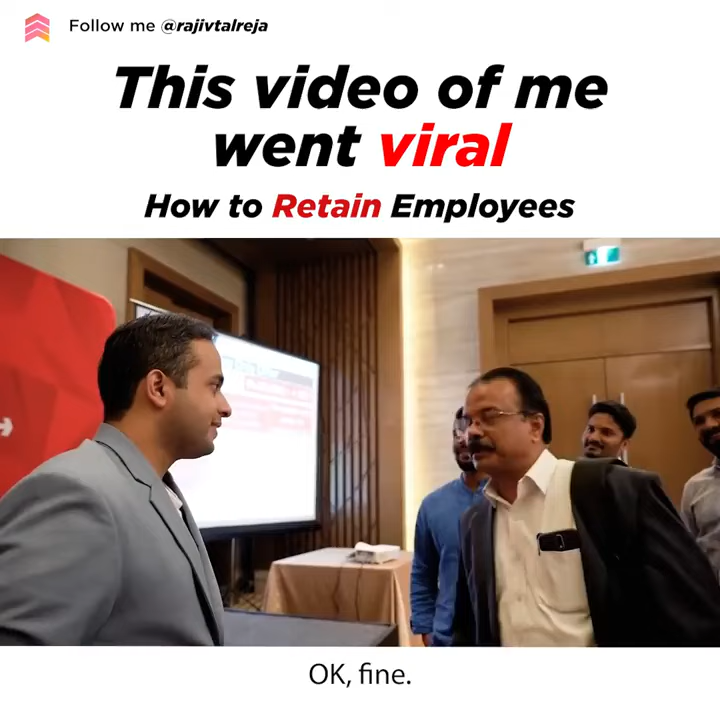 Follow me @rajivtalreja
This video of me
went viral
How to Retain Employees
OK, fine.